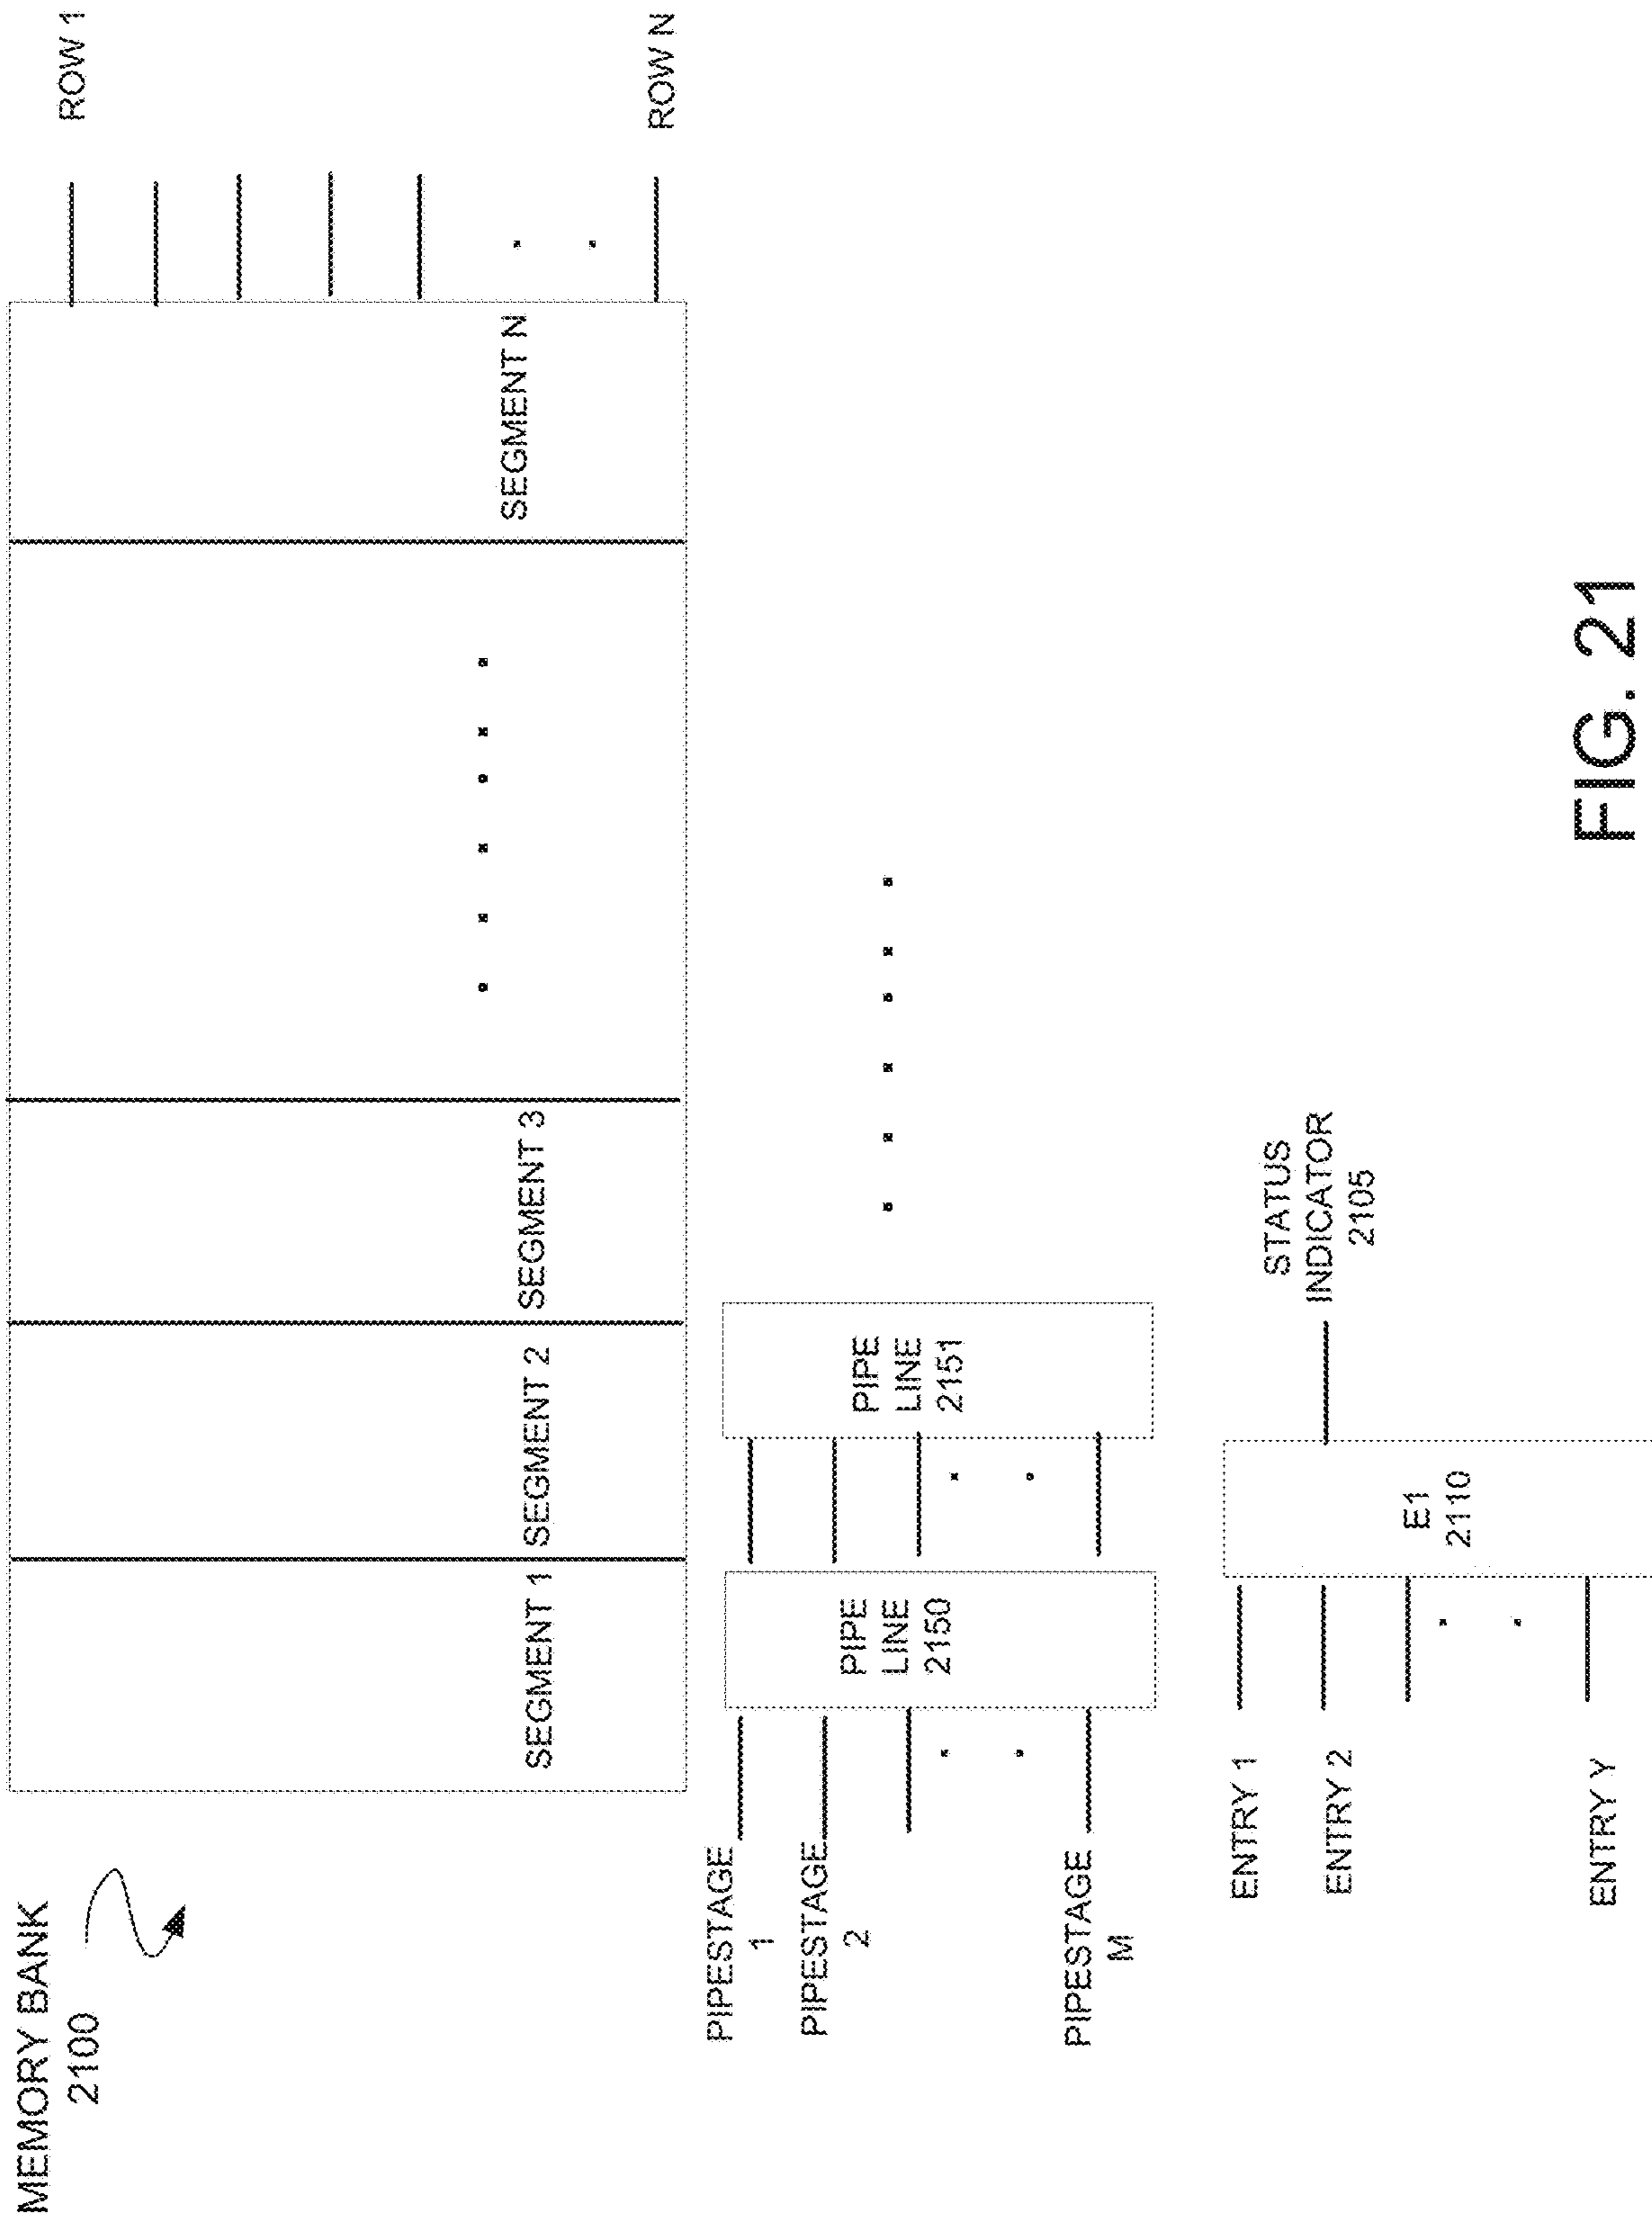 MEMORY BANK
2100
ROW 1
ROW N
SEGMENT 1
SEGMENT 2
SEGMENT 3
SEGMENT N
PIPESTAGE
1
PIPESTAGE
2
PIPESTAGE
M
PIPE
LINE
2150
PIPE
LINE
2151
ENTRY 1
ENTRY 2
ENTRY Y
E1
2110
STATUS
INDICATOR
2105
FIG. 21